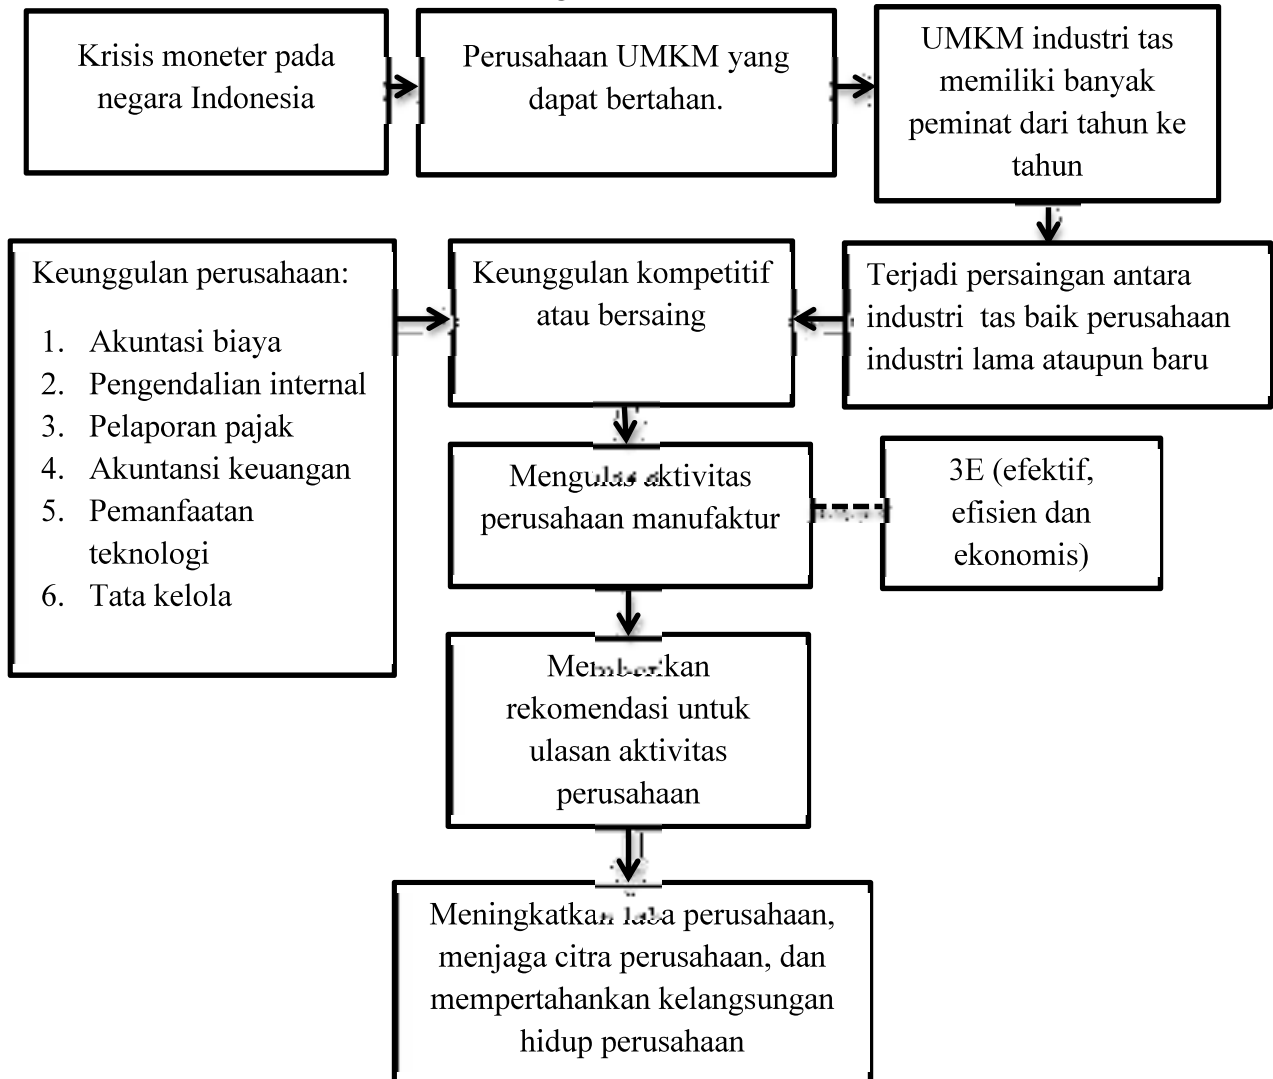 Krisis moneter pada
negara Indonesia
Perusahaan UMKM yang
dapat bertahan.
UMKM industri tas
memiliki banyak
peminat dari tahun ke
tahun
Keunggulan perusahaan:
1. Akuntasi biaya
2. Pengendalian internal
3. Pelaporan pajak
4. Akuntansi keuangan
5. Pemanfaatan
teknologi
6. Tata kelola
Keunggulan kompetitif
atau bersaing
Terjadi persaingan antara
industri tas baik perusahaan
industri lama ataupun baru
Mengulas aktivitas
perusahaan manufaktur
3E (efektif,
efisien dan
ekonomis)
Memberikan
rekomendasi untuk
ulasan aktivitas
perusahaan
Meningkatkan laba perusahaan,
menjaga citra perusahaan, dan
mempertahankan kelangsungan
hidup perusahaan